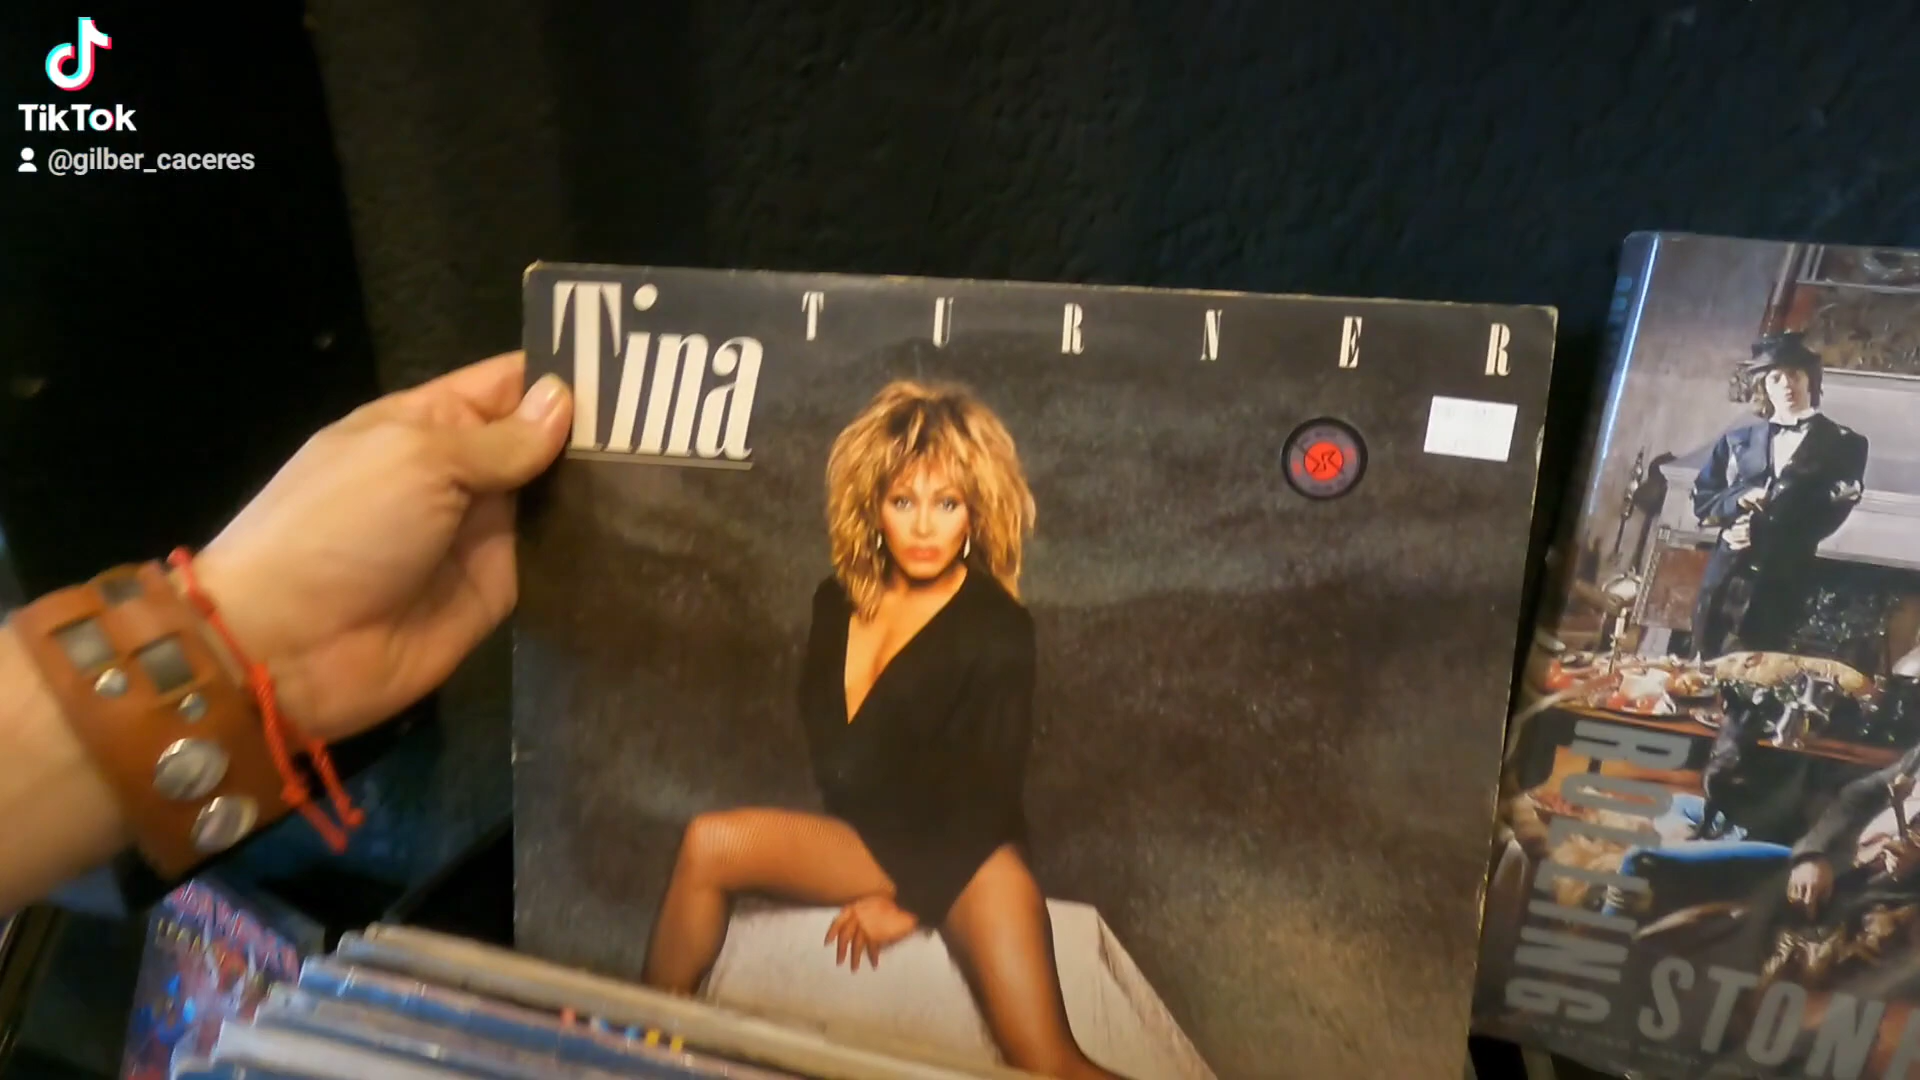 TikTok
@gilber_caceres
Tina
TURNER
ROLLING
STON